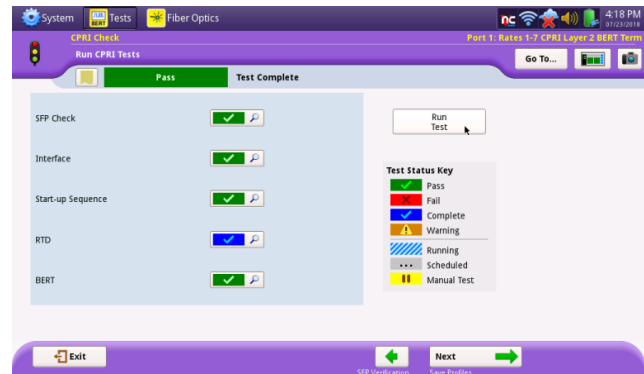 System
Tests
BERT
Fiber Optics
nc
4:18 PM
07/23/2018
CPRI Check
Port 1: Rates 1-7 CPRI Layer 2 BERT Term
Run CPRI Tests
Go To...
Pass
Test Complete
SFP Check
Run
Test
Interface
Test Status Key
Pass
Fail
Complete
Warning
Running
Scheduled
Manual Test
Start-up Sequence
RTD
BERT
Exit
Next
SFP Verification
Save Profiles